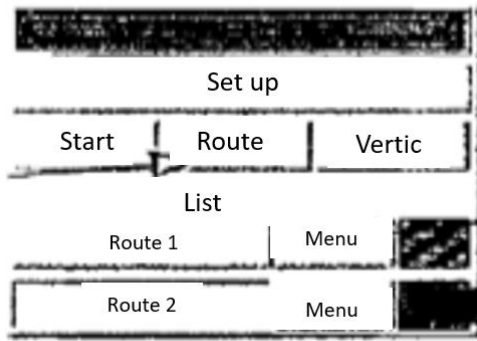 Set up
Start Route Vertic
List
Route 1 Menu
Route 2 Menu